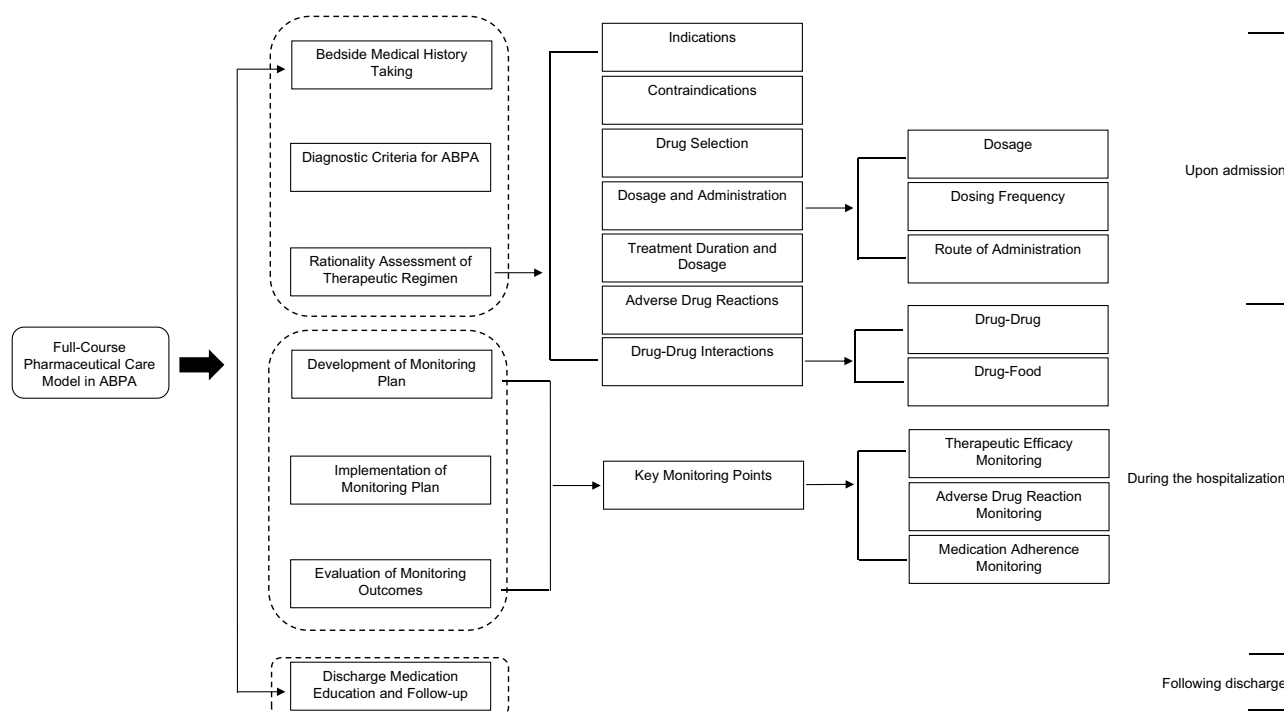 Full-Course
Pharmaceutical Care
Model in ABPA
Bedside Medical History
Taking
Diagnostic Criteria for ABPA
Rationality Assessment of
Therapeutic Regimen
Development of Monitoring
Plan
Implementation of
Monitoring Plan
Evaluation of Monitoring
Outcomes
Discharge Medication
Education and Follow-up
Indications
Contraindications
Drug Selection
Dosage and Administration
Treatment Duration and
Dosage
Adverse Drug Reactions
Drug-Drug Interactions
Key Monitoring Points
Dosage
Dosing Frequency
Route of Administration
Drug-Drug
Drug-Food
Therapeutic Efficacy
Monitoring
Adverse Drug Reaction
Monitoring
Medication Adherence
Monitoring
Upon admission
During the hospitalization
Following discharge